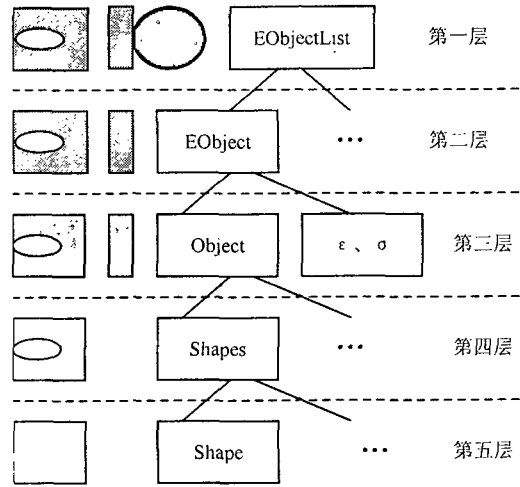 EObjectList 第一层
EObject ••• 第二层
Object ε、σ 第三层
Shapes ••• 第四层
Shape ••• 第五层